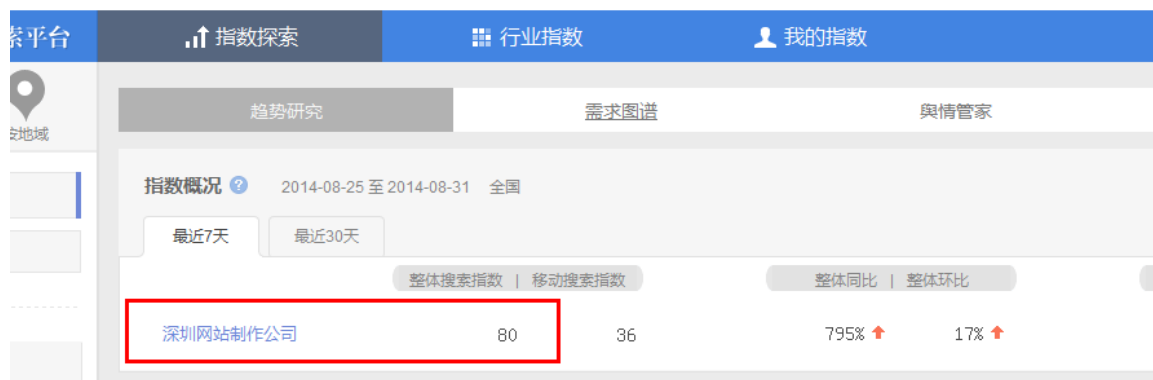 索平台 指数探索 行业指数 我的指数
按地域
趋势研究 需求图谱 舆情管家
指数概况 ? 2014-08-25 至 2014-08-31 全国
最近7天 最近30天
整体搜索指数 | 移动搜索指数 整体同比 | 整体环比
深圳网站制作公司 80 36 795% 17%